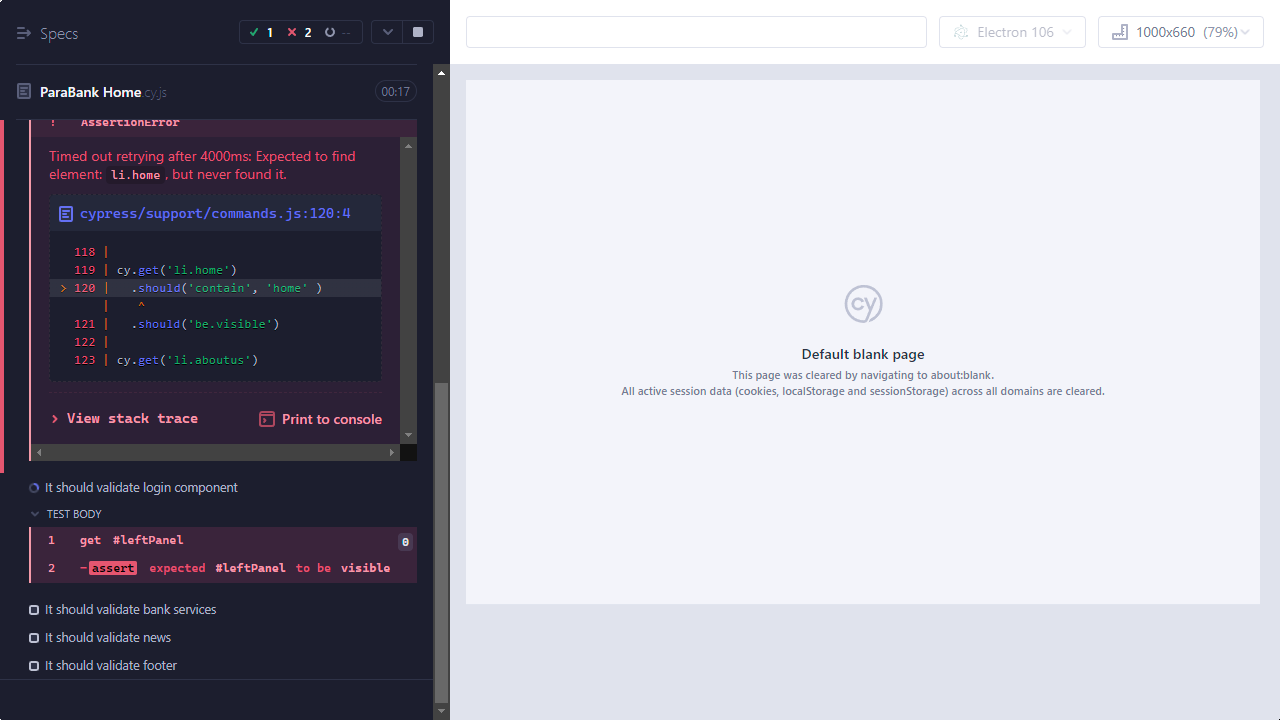 Specs
1 2 --
Electron 106
1000x660 (79%)
ParaBank Home.cy.js
00:17
! AssertionError
Timed out retrying after 4000ms: Expected to find
element: li.home, but never found it.
cypress/support/commands.js:120:4
118 |
119 | cy.get('li.home')
> 120 | .should('contain', 'home' )
| ^
121 | .should('be.visible')
122 |
123 | cy.get('li.aboutus')
> View stack trace
Print to console
It should validate login component
TEST BODY
1 get #leftPanel 0
2 -assert expected #leftPanel to be visible
It should validate bank services
It should validate news
It should validate footer
cy
Default blank page
This page was cleared by navigating to about:blank.
All active session data (cookies, localStorage and sessionStorage) across all domains are cleared.